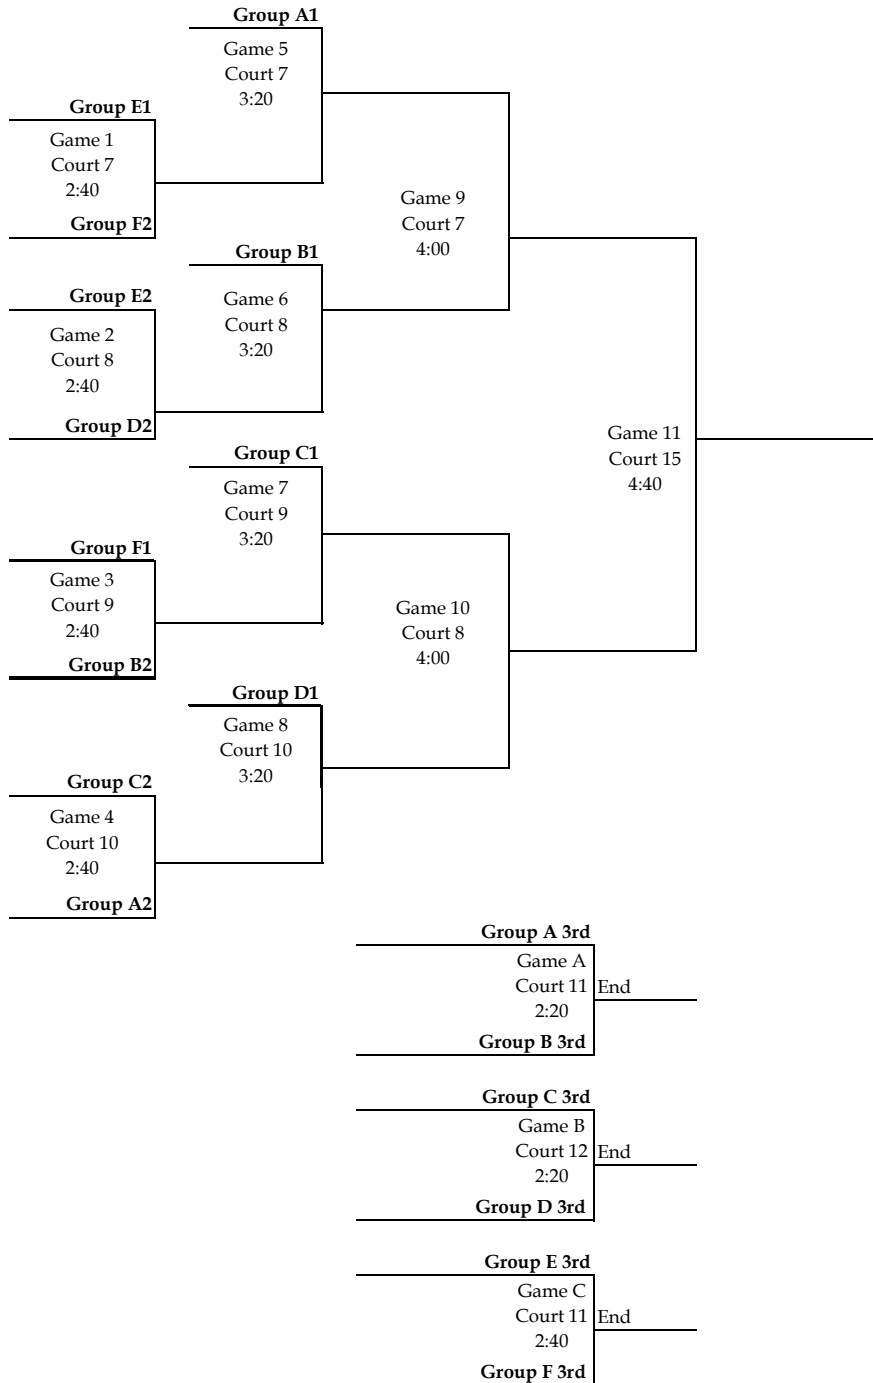 Group A1
Game 5
Court 7
3:20
Group E1
Game 1
Court 7
2:40
Group F2
Game 9
Court 7
4:00
Group B1
Game 6
Court 8
3:20
Group E2
Game 2
Court 8
2:40
Group D2
Game 11
Court 15
4:40
Group C1
Game 7
Court 9
3:20
Group F1
Game 3
Court 9
2:40
Group B2
Game 10
Court 8
4:00
Group D1
Game 8
Court 10
3:20
Group C2
Game 4
Court 10
2:40
Group A2
Group A 3rd
Game A
Court 11 End
2:20
Group B 3rd
Group C 3rd
Game B
Court 12 End
2:20
Group D 3rd
Group E 3rd
Game C
Court 11 End
2:40
Group F 3rd